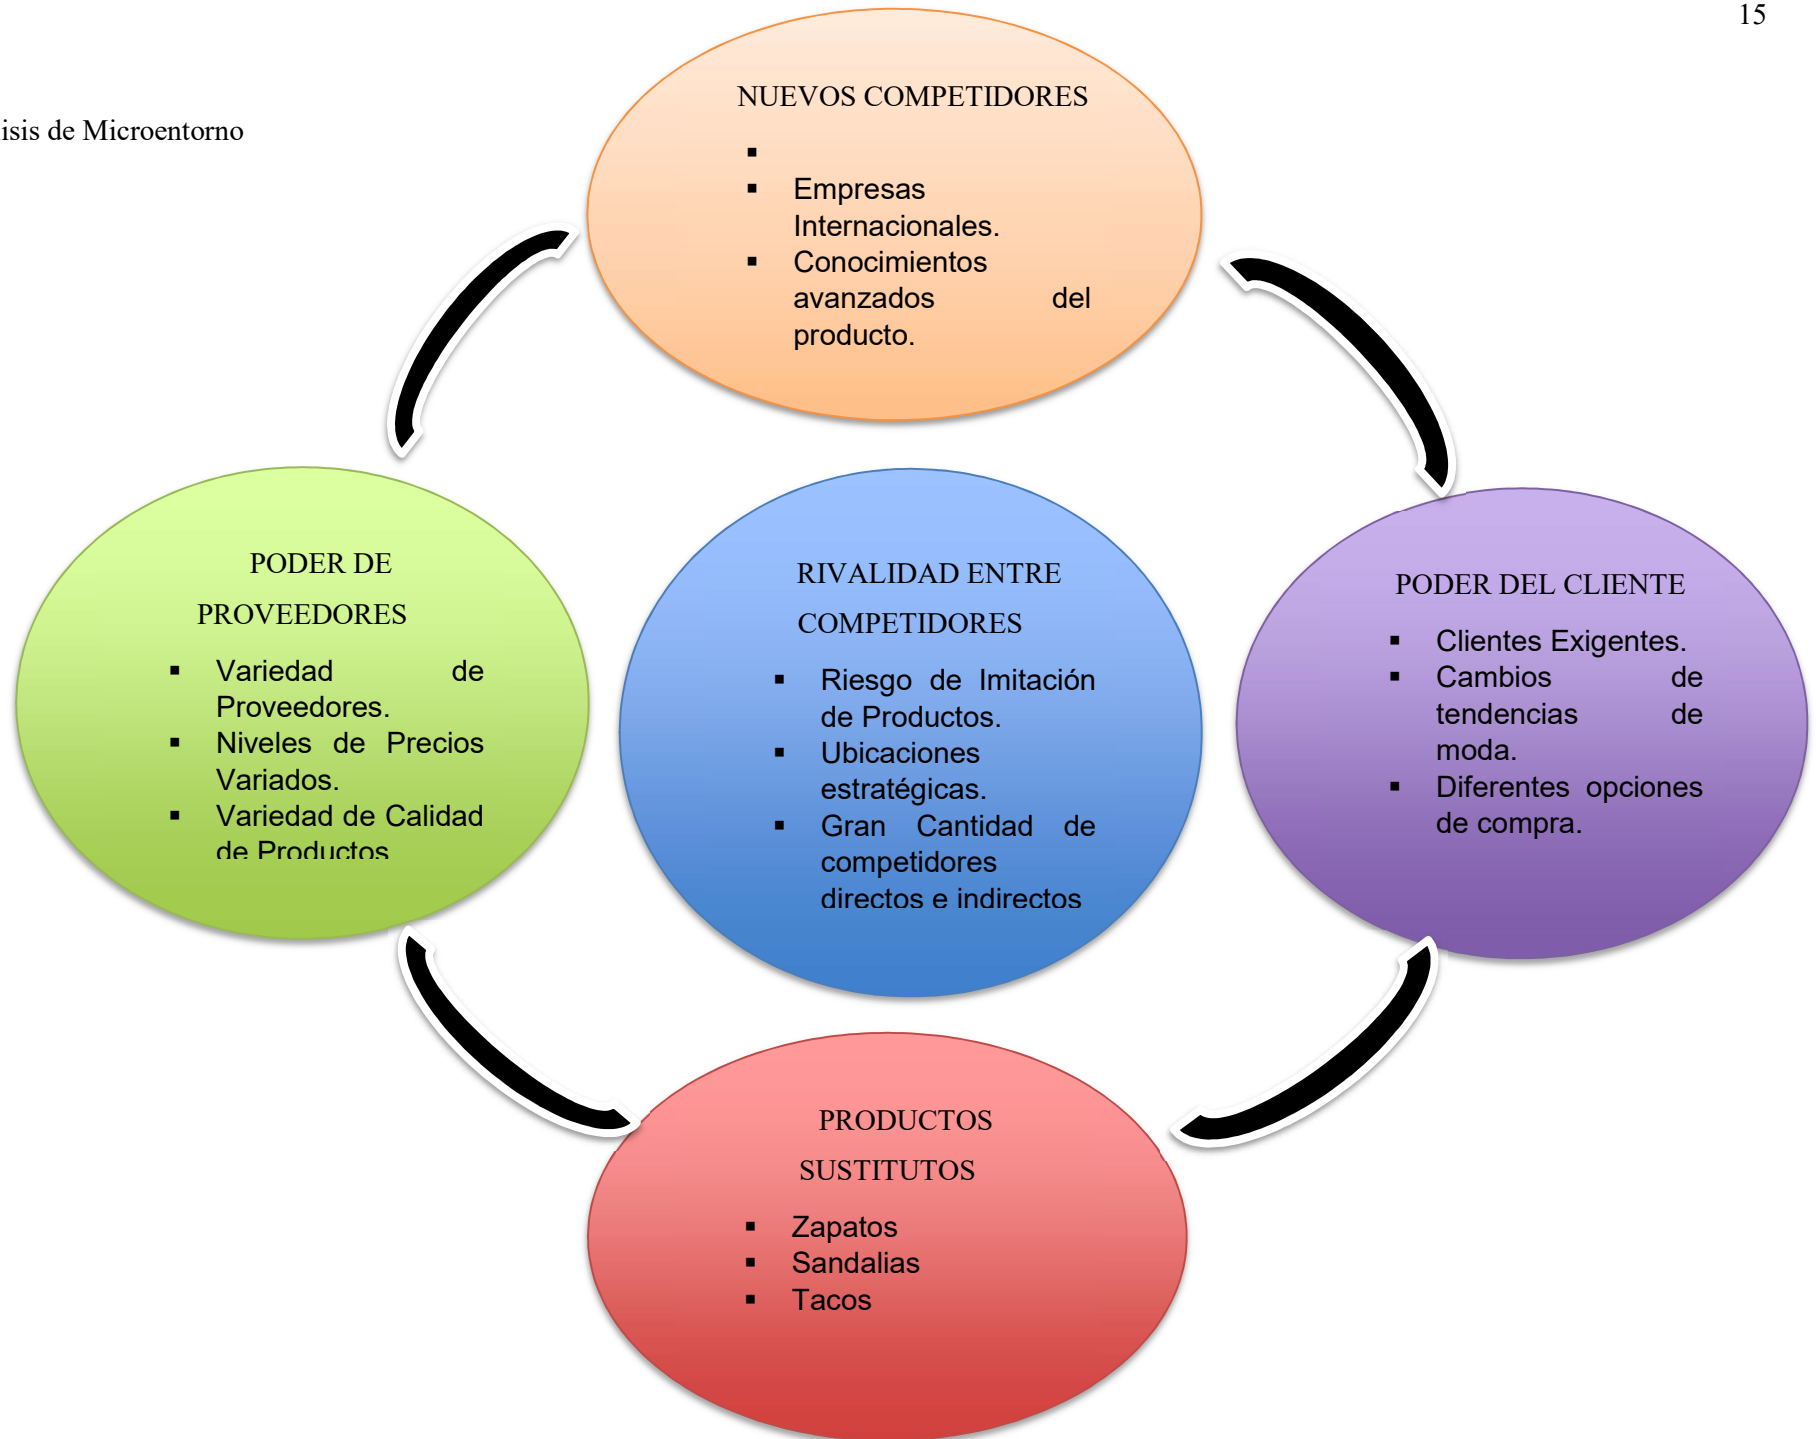 15
isis de Microentorno
NUEVOS COMPETIDORES
▪
▪ Empresas
Internacionales.
▪ Conocimientos
avanzados del
producto.
PODER DE
PROVEEDORES
▪ Variedad de
Proveedores.
▪ Niveles de Precios
Variados.
▪ Variedad de Calidad
de Productos
RIVALIDAD ENTRE
COMPETIDORES
▪ Riesgo de Imitación
de Productos.
▪ Ubicaciones
estratégicas.
▪ Gran Cantidad de
competidores
directos e indirectos
PODER DEL CLIENTE
▪ Clientes Exigentes.
▪ Cambios de
tendencias de
moda.
▪ Diferentes opciones
de compra.
PRODUCTOS
SUSTITUTOS
▪ Zapatos
▪ Sandalias
▪ Tacos